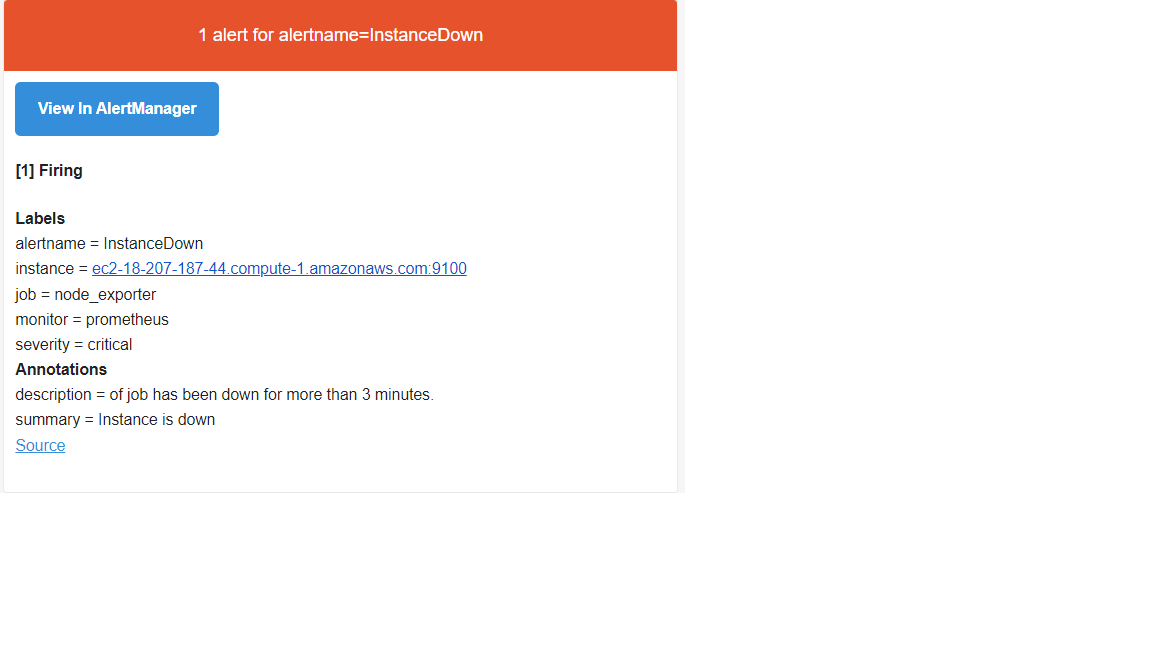 1 alert for alertname=InstanceDown
View In AlertManager
[1] Firing
Labels
alertname = InstanceDown
instance = ec2-18-207-187-44.compute-1.amazonaws.com:9100
job = node_exporter
monitor = prometheus
severity = critical
Annotations
description = of job has been down for more than 3 minutes.
summary = Instance is down
Source